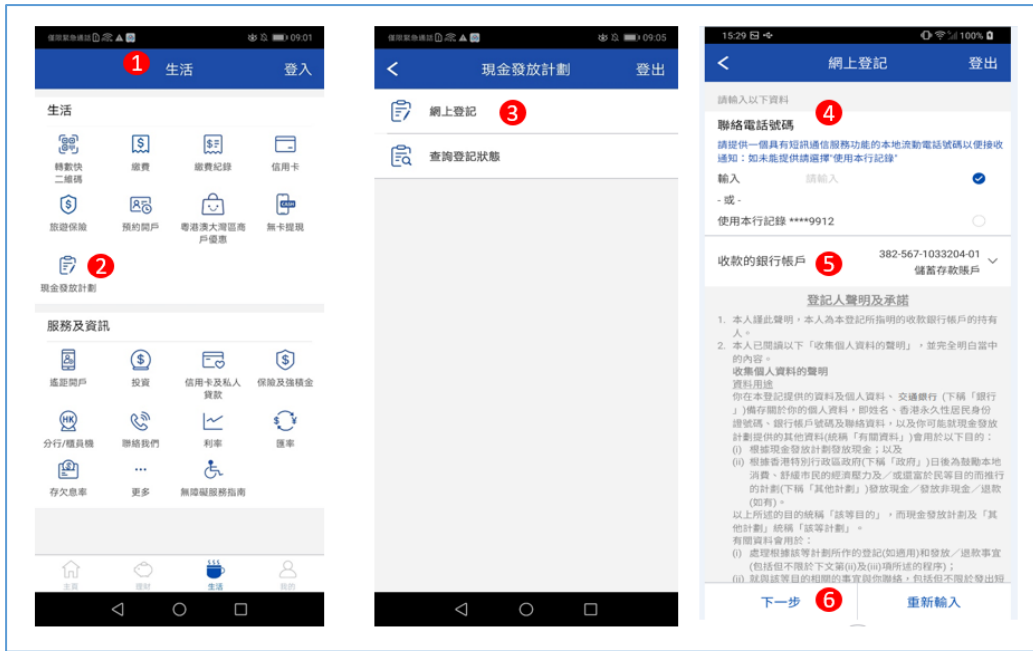 僅限緊急通話 09:01
1
生活 登入
生活
轉數快
二維碼
繳費
繳費紀錄
信用卡
旅遊保險
預約開戶
粵港澳大灣區商
戶優惠
無卡提現
現金發放計劃
2
服務及資訊
遙距開戶
投資
信用卡及私人
貸款
保險及強積金
HK
分行/櫃員機
聯絡我們
利率
匯率
存欠息率
更多
無障礙服務指南
主頁
理財
生活
我的
僅限緊急通話 09:05
現金發放計劃 登出
網上登記 3
查詢登記狀態
15:29 100%
網上登記 登出
請輸入以下資料
4
聯絡電話號碼
請提供一個具有短訊通信服務功能的本地流動電話號碼以便接收
通知：如未能提供請選擇"使用本行記錄"
輸入 請輸入
- 或 -
使用本行記錄 ****9912
收款的銀行帳戶 5 382-567-1033204-01
儲蓄存款賬戶
登記人聲明及承諾
1. 本人謹此聲明，本人為本登記所指明的收款銀行帳戶的持有
人。
2. 本人已閱讀以下「收集個人資料的聲明」，並完全明白當中
的內容。
收集個人資料的聲明
資料用途
你在本登記提供的資料及個人資料、 交通銀行 (下稱「銀行
」)備存關於你的個人資料，即姓名、香港永久性居民身份
證號碼、銀行帳戶號碼及聯絡資料，以及你可能就現金發放
計劃提供的其他資料(統稱「有關資料」)會用於以下目的：
(i) 根據現金發放計劃發放現金；以及
(ii) 根據香港特別行政區政府(下稱「政府」)日後為鼓勵本地
消費、舒緩市民的經濟壓力及／或還富於民等目的而推行
的計劃(下稱「其他計劃」)發放現金／發放非現金／退款
(如有)。
以上所述的目的統稱「該等目的」，而現金發放計劃及「其
他計劃」統稱「該等計劃」。
有關資料會用於：
(i) 處理根據該等計劃所作的登記(如適用)和發放／退款事宜
(包括但不限於下文第(ii)及(iii)項所述的程序)；
(ii) 就與該等目的相關的事宜與你聯絡，包括但不限於發出短
下一步 6 重新輸入